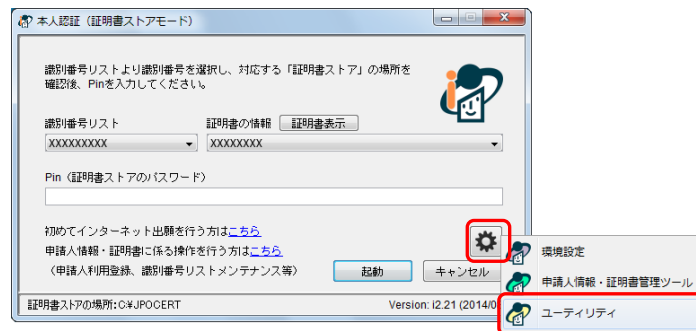 本人認証（証明書ストアモード）
識別番号リストより識別番号を選択し、対応する「証明書ストア」の場所を
確認後、Pinを入力してください。
識別番号リスト 証明書の情報 証明書表示
XXXXXXXXX XXXXXXXX
Pin（証明書ストアのパスワード）
初めてインターネット出願を行う方はこちら
申請人情報・証明書に係る操作を行う方はこちら
（申請人利用登録、識別番号リストメンテナンス等） 起動 キャンセル
環境設定
申請人情報・証明書管理ツール
ユーティリティ
証明書ストアの場所:C¥JPOCERT Version: i2.21 (2014/0